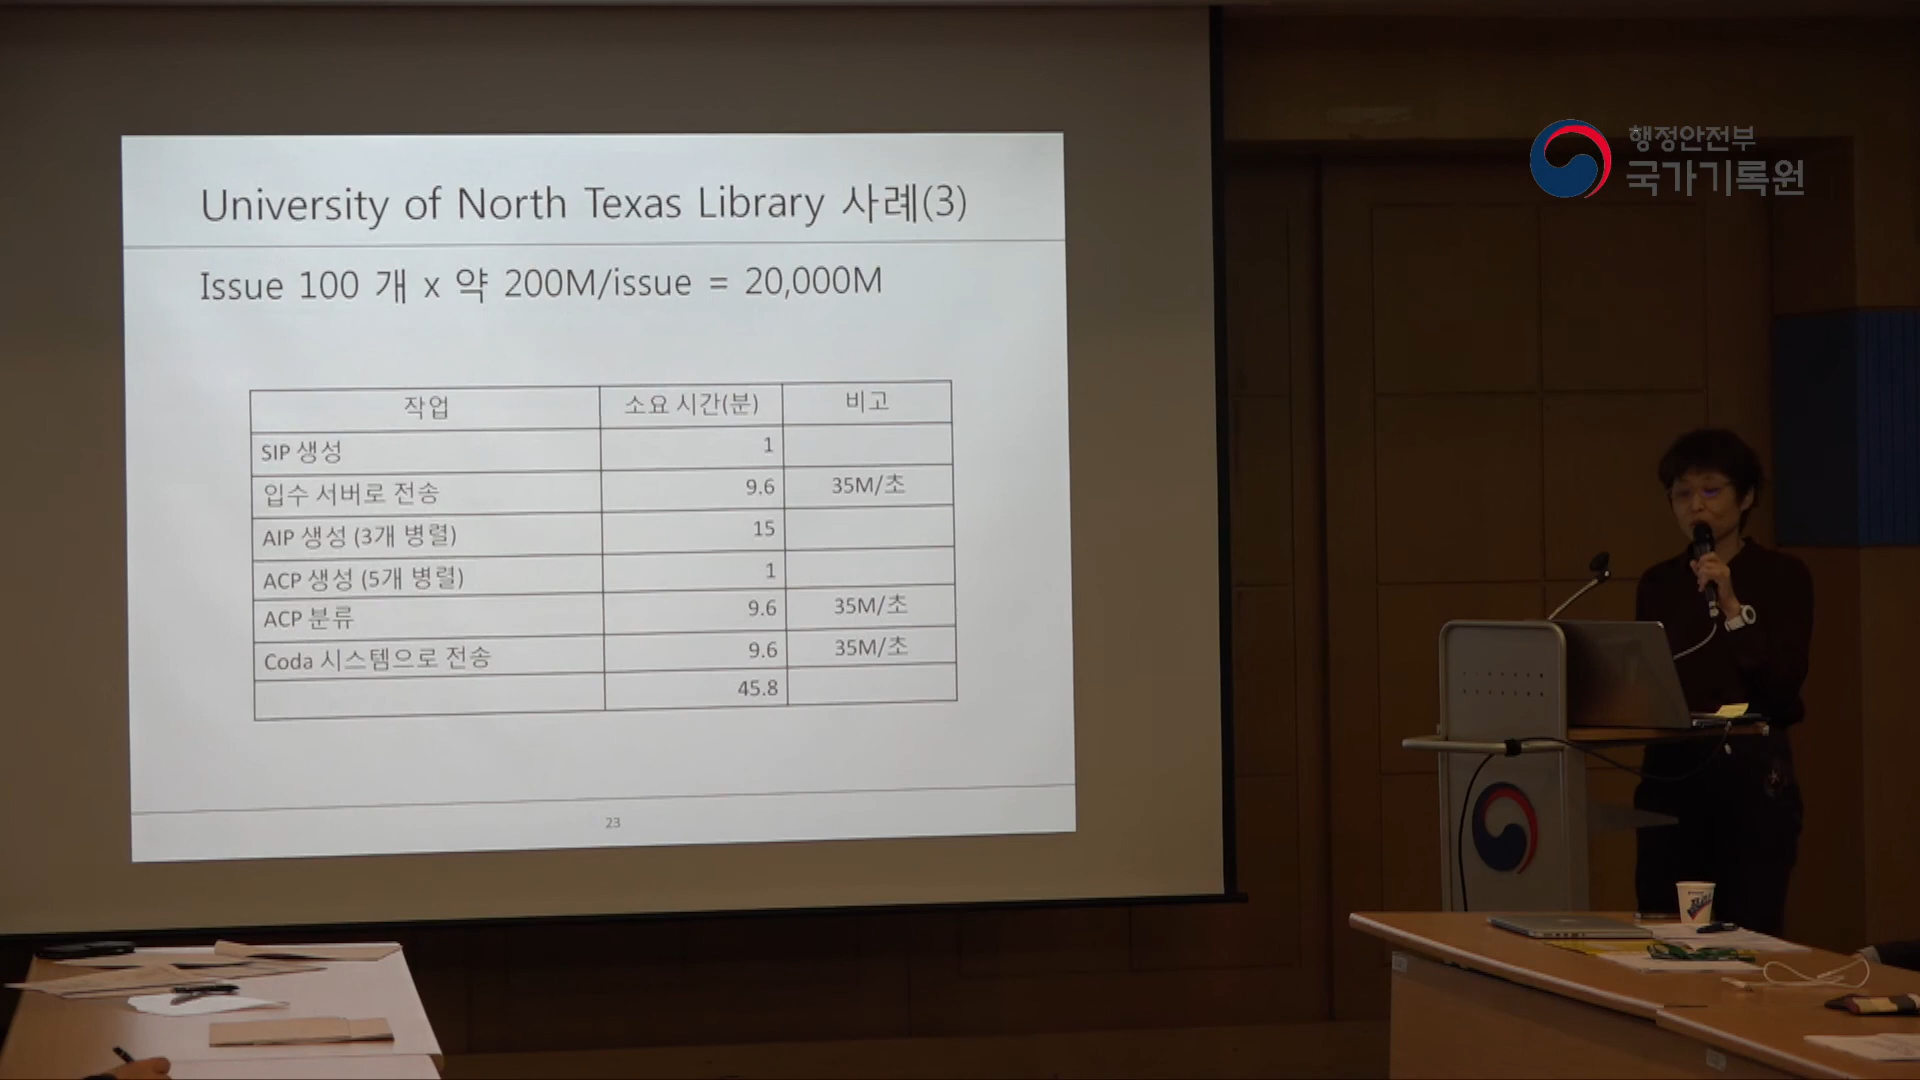 행정안전부
국가기록원
University of North Texas Library 사례(3)
Issue 100 개 x 약 200M/issue = 20,000M
작업 소요 시간(분) 비고
SIP 생성 1
입수 서버로 전송 9.6 35M/초
AIP 생성 (3개 병렬) 15
ACP 생성 (5개 병렬) 1
ACP 분류 9.6 35M/초
Coda 시스템으로 전송 9.6 35M/초
45.8
23